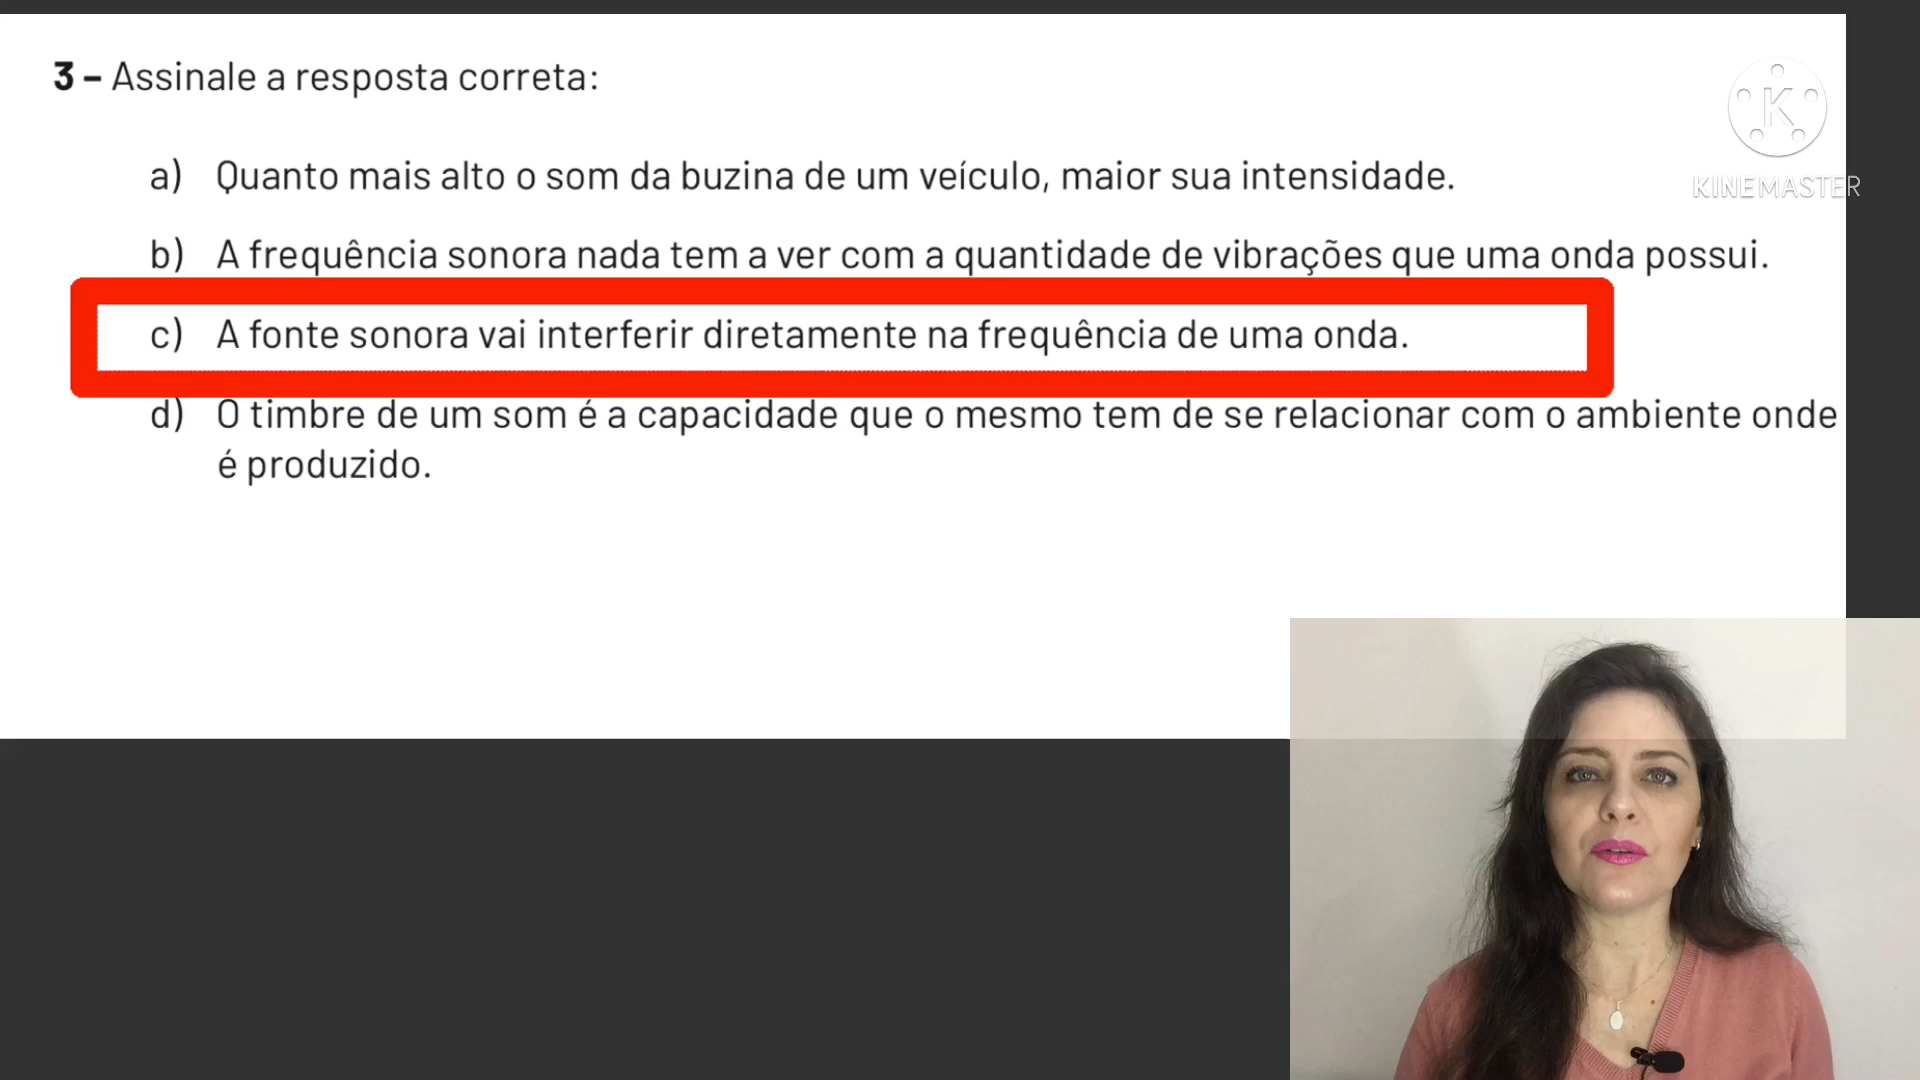 3 – Assinale a resposta correta:
K
KINEMASTER
a) Quanto mais alto o som da buzina de um veículo, maior sua intensidade.
b) A frequência sonora nada tem a ver com a quantidade de vibrações que uma onda possui.
c) A fonte sonora vai interferir diretamente na frequência de uma onda.
d) O timbre de um som é a capacidade que o mesmo tem de se relacionar com o ambiente onde
é produzido.